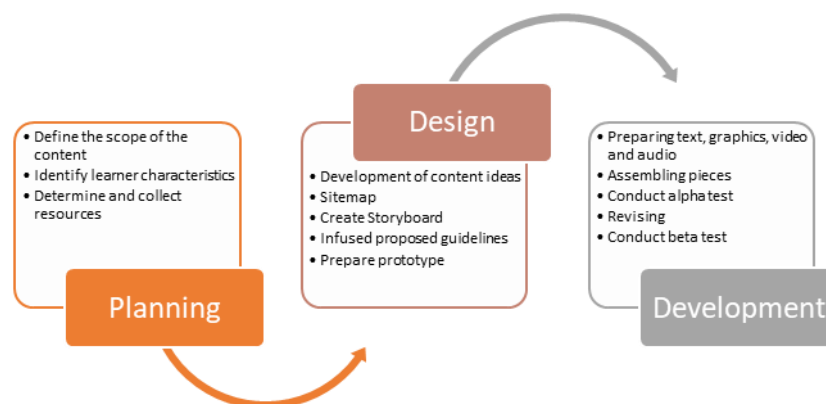 • Define the scope of the
content
• Identify learner characteristics
• Determine and collect
resources
Planning
Design
• Development of content ideas
• Sitemap
• Create Storyboard
• Infused proposed guidelines
• Prepare prototype
• Preparing text, graphics, video
and audio
• Assembling pieces
• Conduct alpha test
• Revising
• Conduct beta test
Development